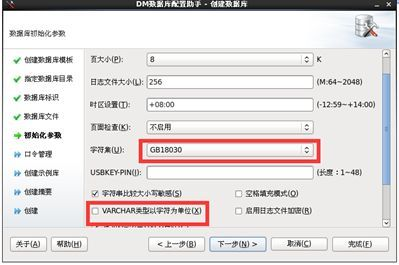 DM数据库配置助手 - 创建数据库
数据库初始化参数
创建数据库模板
指定数据库目录
数据库标识
数据库文件
初始化参数
口令管理
创建示例库
创建摘要
创建
页大小(P): 8 K
日志文件大小(L): 256 (M:64~2048)
时区设置(T): +08:00 (-12:59~+14:00)
页面检查(K): 不启用
字符集(U): GB18030
USBKEY-PIN(I): (长度：1~48)
字符串比较大小写敏感(S) 空格填充模式(O)
VARCHAR类型以字符为单位(X) 启用日志文件加密(R)
关于(A) 帮助(H) < 上一步(B) 下一步(N) > 取消(C) 完成(F)